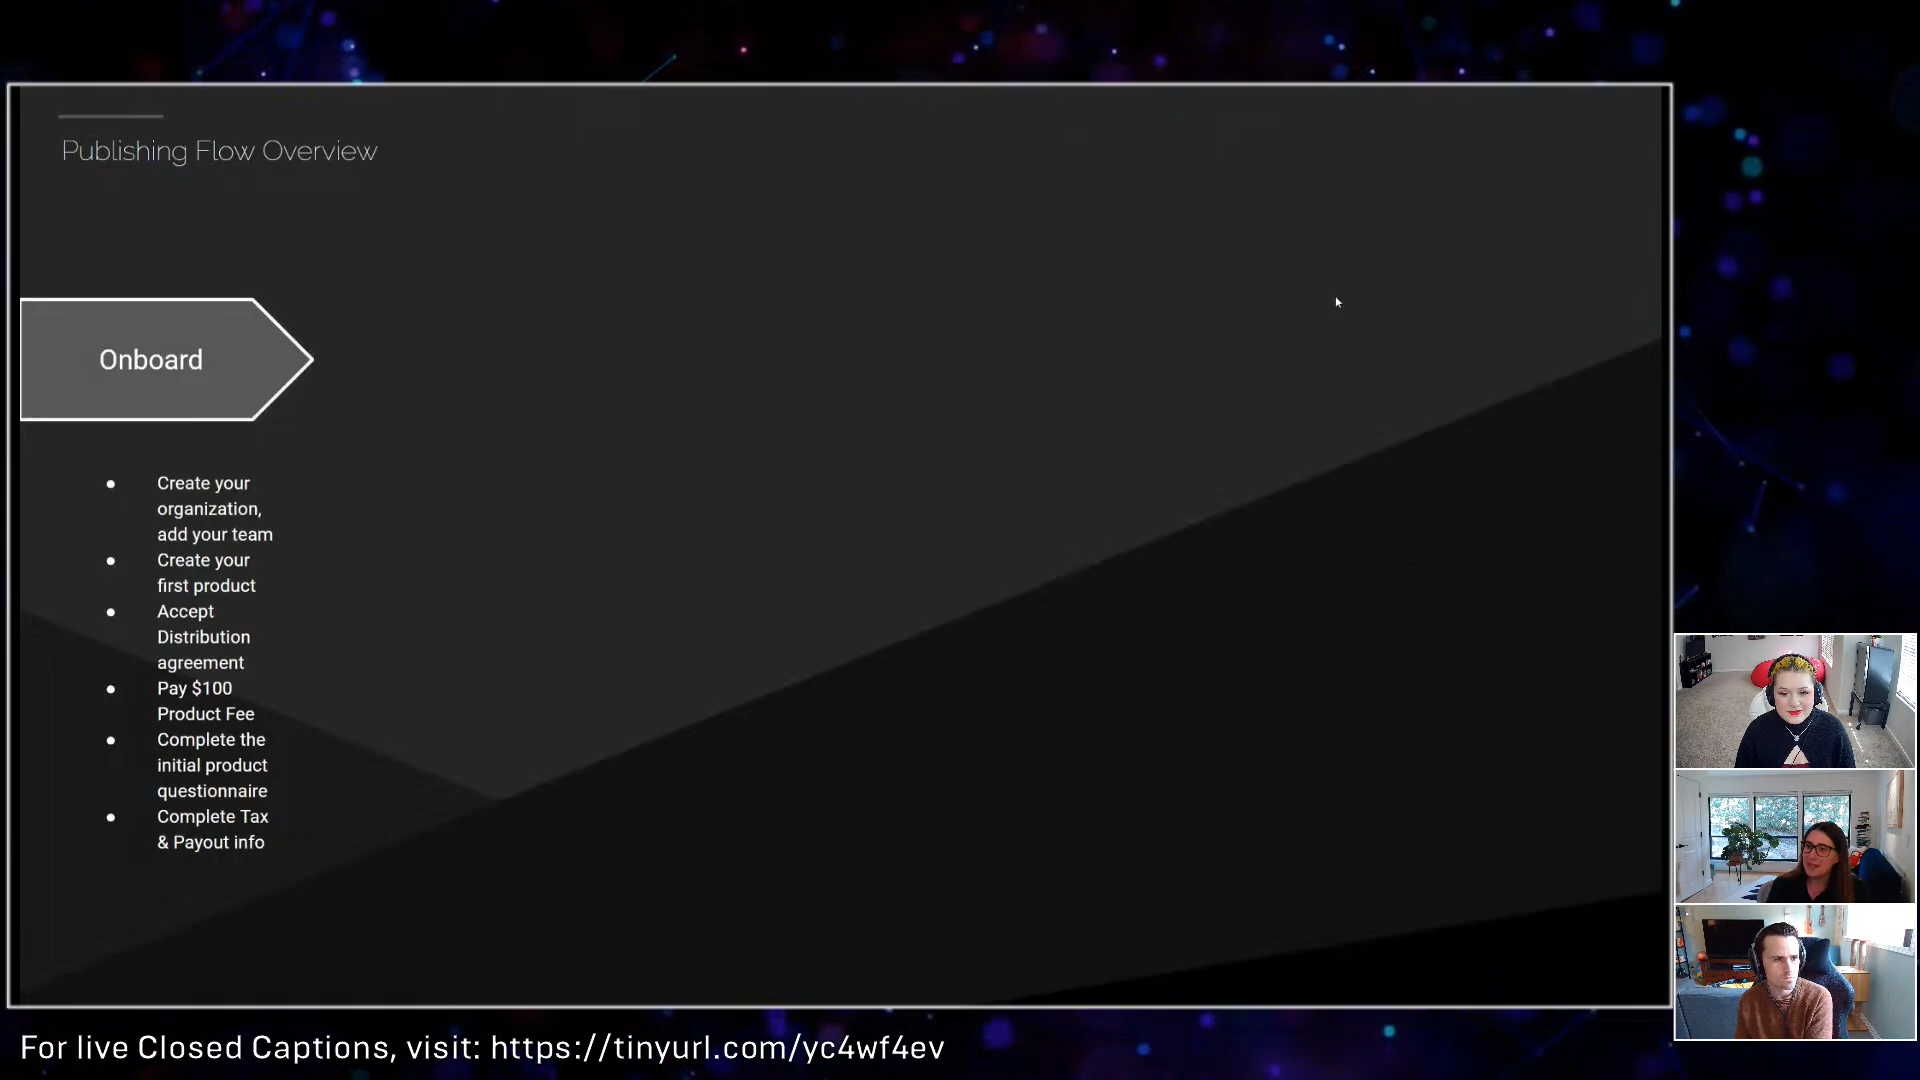 Publishing Flow Overview
Onboard
● Create your
organization,
add your team
● Create your
first product
● Accept
Distribution
agreement
● Pay $100
Product Fee
● Complete the
initial product
questionnaire
● Complete Tax
& Payout info
For live Closed Captions, visit: https://tinyurl.com/yc4wf4ev